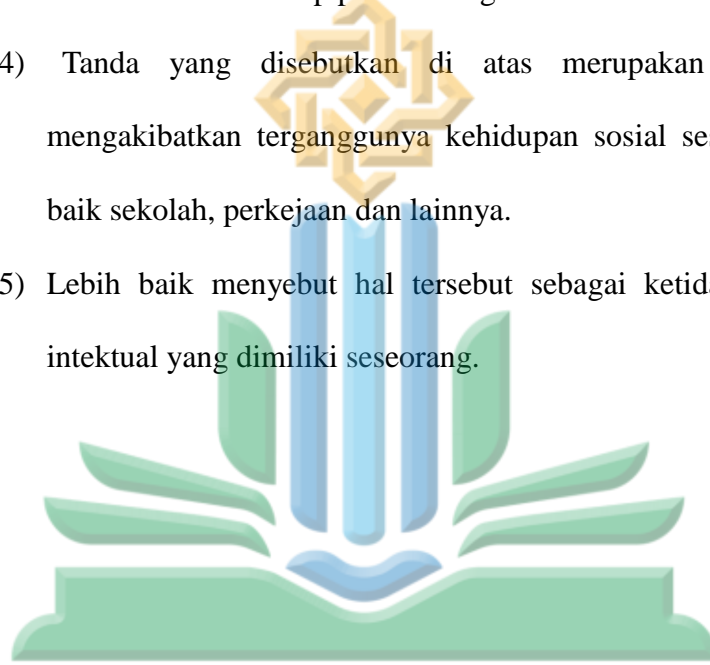 4) Tanda yang disebutkan di atas merupakan
mengakibatkan terganggunya kehidupan sosial
baik sekolah, perkejaan dan lainnya.
5) Lebih baik menyebut hal tersebut sebagai
intektual yang dimiliki seseorang.